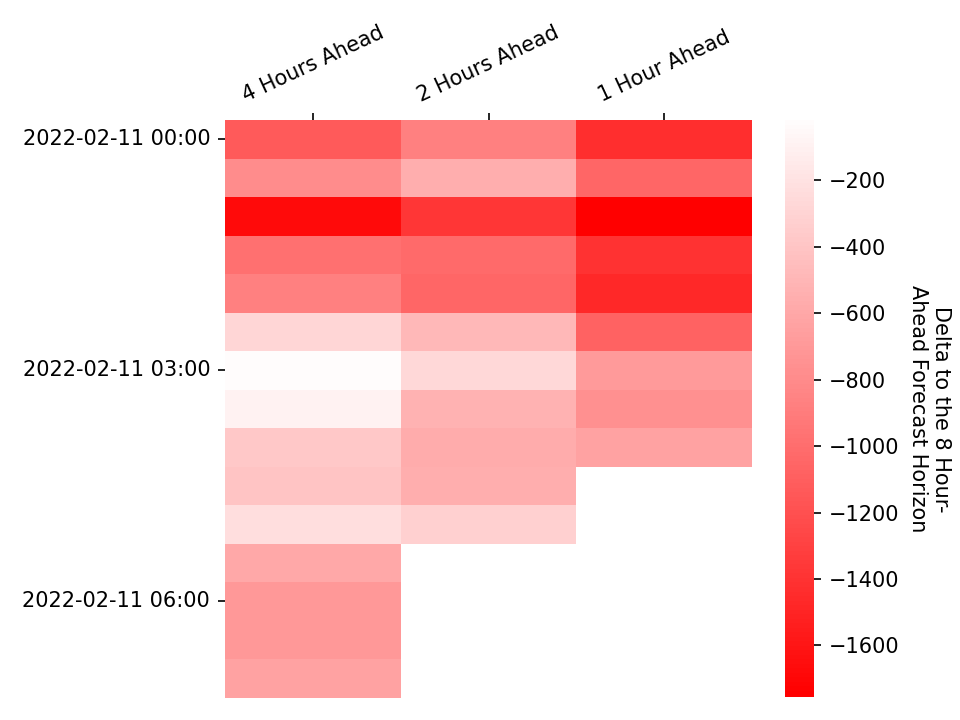 4 Hours Ahead
2 Hours Ahead
1 Hour Ahead
2022-02-11 00:00
2022-02-11 03:00
2022-02-11 06:00
−200
−400
−600
−800
−1000
−1200
−1400
−1600
Delta to the 8 Hour-
Ahead Forecast Horizon